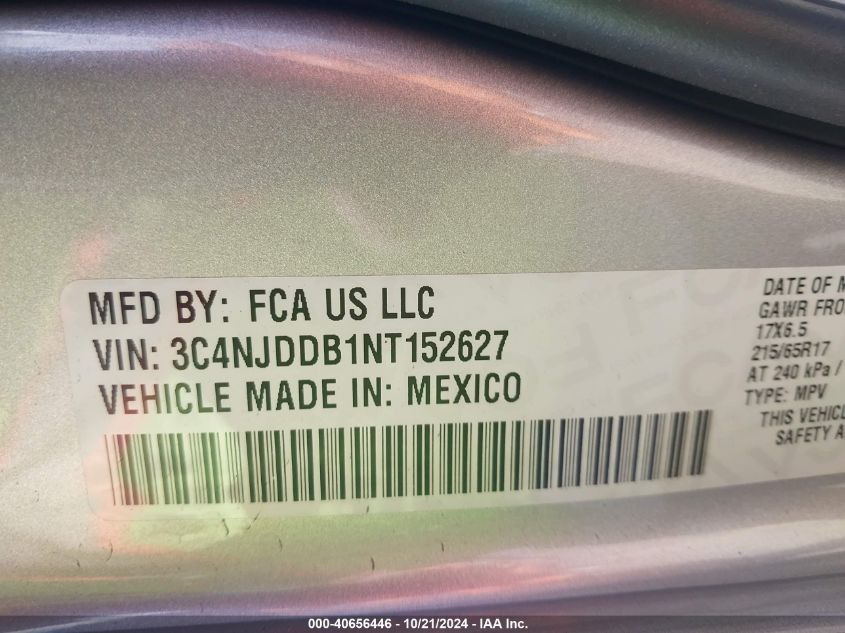 MFD BY: FCA US LLC
VIN: 3C4NJDDB1NT152627
VEHICLE MADE IN: MEXICO
DATE OF M
GAWR FRO
17X6.5
215/65R17
AT 240 kPa /
TYPE: MPV
THIS VEHICL
SAFETY A
000-40656446 - 10/21/2024 - IAA Inc.